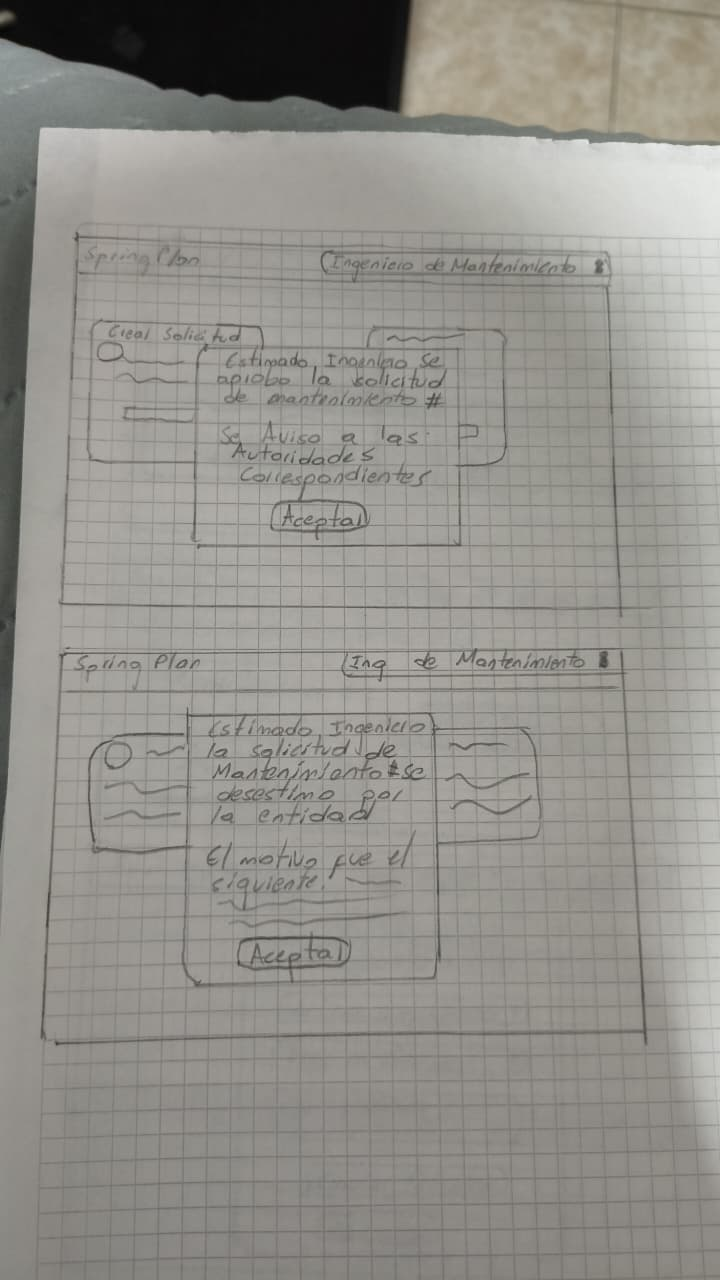 Spring Plan
Ingeniero de Mantenimiento
Crear Solicitud
Estimado, Ingeniero Se
aprobo la solicitud
de mantenimiento #
Se Aviso a las
Autoridades
Correspondientes
Aceptar
Spring Plan
Ing de Mantenimiento
Estimado, Ingeniero
la solicitud de
Mantenimiento # se
desestimo por
la entidad
El motivo fue el
siguiente:
Aceptar